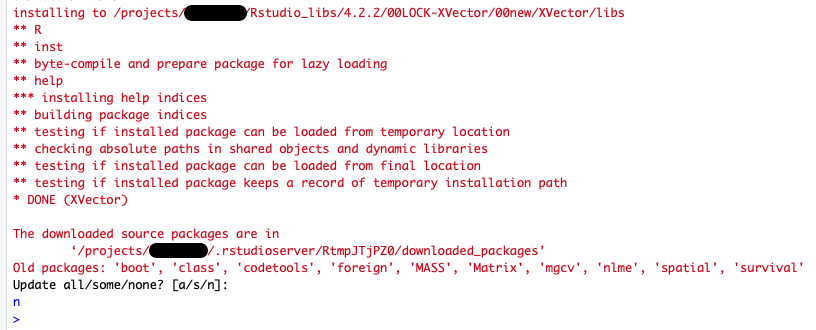 installing to /projects/ /Rstudio_libs/4.2.2/00LOCK-XVector/00new/XVector/libs
** R
** inst
** byte-compile and prepare package for lazy loading
** help
*** installing help indices
** building package indices
** testing if installed package can be loaded from temporary location
** checking absolute paths in shared objects and dynamic libraries
** testing if installed package can be loaded from final location
** testing if installed package keeps a record of temporary installation path
* DONE (XVector)
The downloaded source packages are in
‘/projects/ /.rstudioserver/RtmpJTjPZ0/downloaded_packages’
Old packages: 'boot', 'class', 'codetools', 'foreign', 'MASS', 'Matrix', 'mgcv', 'nlme', 'spatial', 'survival'
Update all/some/none? [a/s/n]:
n
>